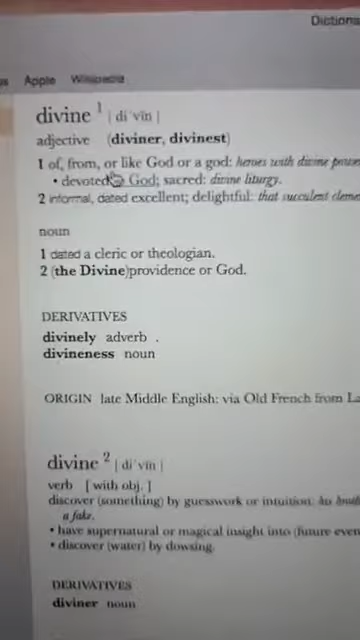 Dictiona
Apple Wikipedia
divine 1 | diˈvīn |
adjective (diviner, divinest)
1 of, from, or like God or a god: heroes with divine powe
• devoted God; sacred: divine liturgy.
2 informal, dated excellent; delightful: that succulent cleme
noun
1 dated a cleric or theologian.
2 (the Divine)providence or God.
DERIVATIVES
divinely adverb .
divineness noun
ORIGIN late Middle English: via Old French from La
divine 2 | diˈvīn |
verb [ with obj. ]
discover (something) by guesswork or intuition:
a fake.
• have supernatural or magical insight into (future even
• discover (water) by dowsing.
DERIVATIVES
diviner noun